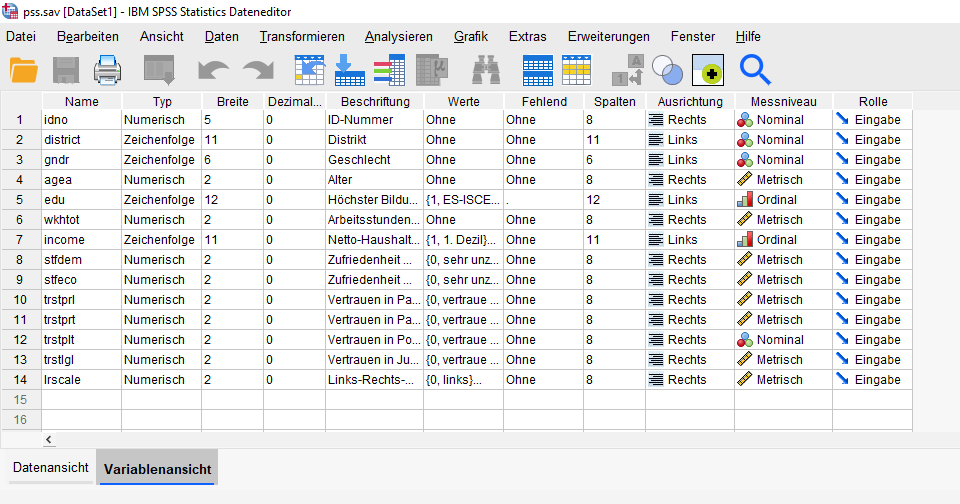 pss.sav [DataSet1] - IBM SPSS Statistics Dateneditor
Datei Bearbeiten Ansicht Daten Transformieren Analysieren Grafik Extras Erweiterungen Fenster Hilfe
A
Name Typ Breite Dezimal... Beschriftung Werte Fehlend Spalten Ausrichtung Messniveau Rolle
1 idno Numerisch 5 0 ID-Nummer Ohne Ohne 8 Rechts Nominal Eingabe
2 district Zeichenfolge 11 0 Distrikt Ohne Ohne 11 Links Nominal Eingabe
3 gndr Zeichenfolge 6 0 Geschlecht Ohne Ohne 6 Links Nominal Eingabe
4 agea Numerisch 2 0 Alter Ohne Ohne 8 Rechts Metrisch Eingabe
5 edu Zeichenfolge 12 0 Höchster Bildu... {1, ES-ISCE... . 12 Links Ordinal Eingabe
6 wkhtot Numerisch 2 0 Arbeitsstunden... Ohne Ohne 8 Rechts Metrisch Eingabe
7 income Zeichenfolge 11 0 Netto-Haushalt... {1, 1. Dezil}... Ohne 11 Links Ordinal Eingabe
8 stfdem Numerisch 2 0 Zufriedenheit ... {0, sehr unz... Ohne 8 Rechts Metrisch Eingabe
9 stfeco Numerisch 2 0 Zufriedenheit ... {0, sehr unz... Ohne 8 Rechts Metrisch Eingabe
10 trstprl Numerisch 2 0 Vertrauen in Pa... {0, vertraue ... Ohne 8 Rechts Metrisch Eingabe
11 trstprt Numerisch 2 0 Vertrauen in Pa... {0, vertraue ... Ohne 8 Rechts Metrisch Eingabe
12 trstplt Numerisch 2 0 Vertrauen in Po... {0, vertraue ... Ohne 8 Rechts Nominal Eingabe
13 trstlgl Numerisch 2 0 Vertrauen in Ju... {0, vertraue ... Ohne 8 Rechts Metrisch Eingabe
14 lrscale Numerisch 2 0 Links-Rechts-... {0, links}... Ohne 8 Rechts Metrisch Eingabe
15
16
Datenansicht Variablenansicht